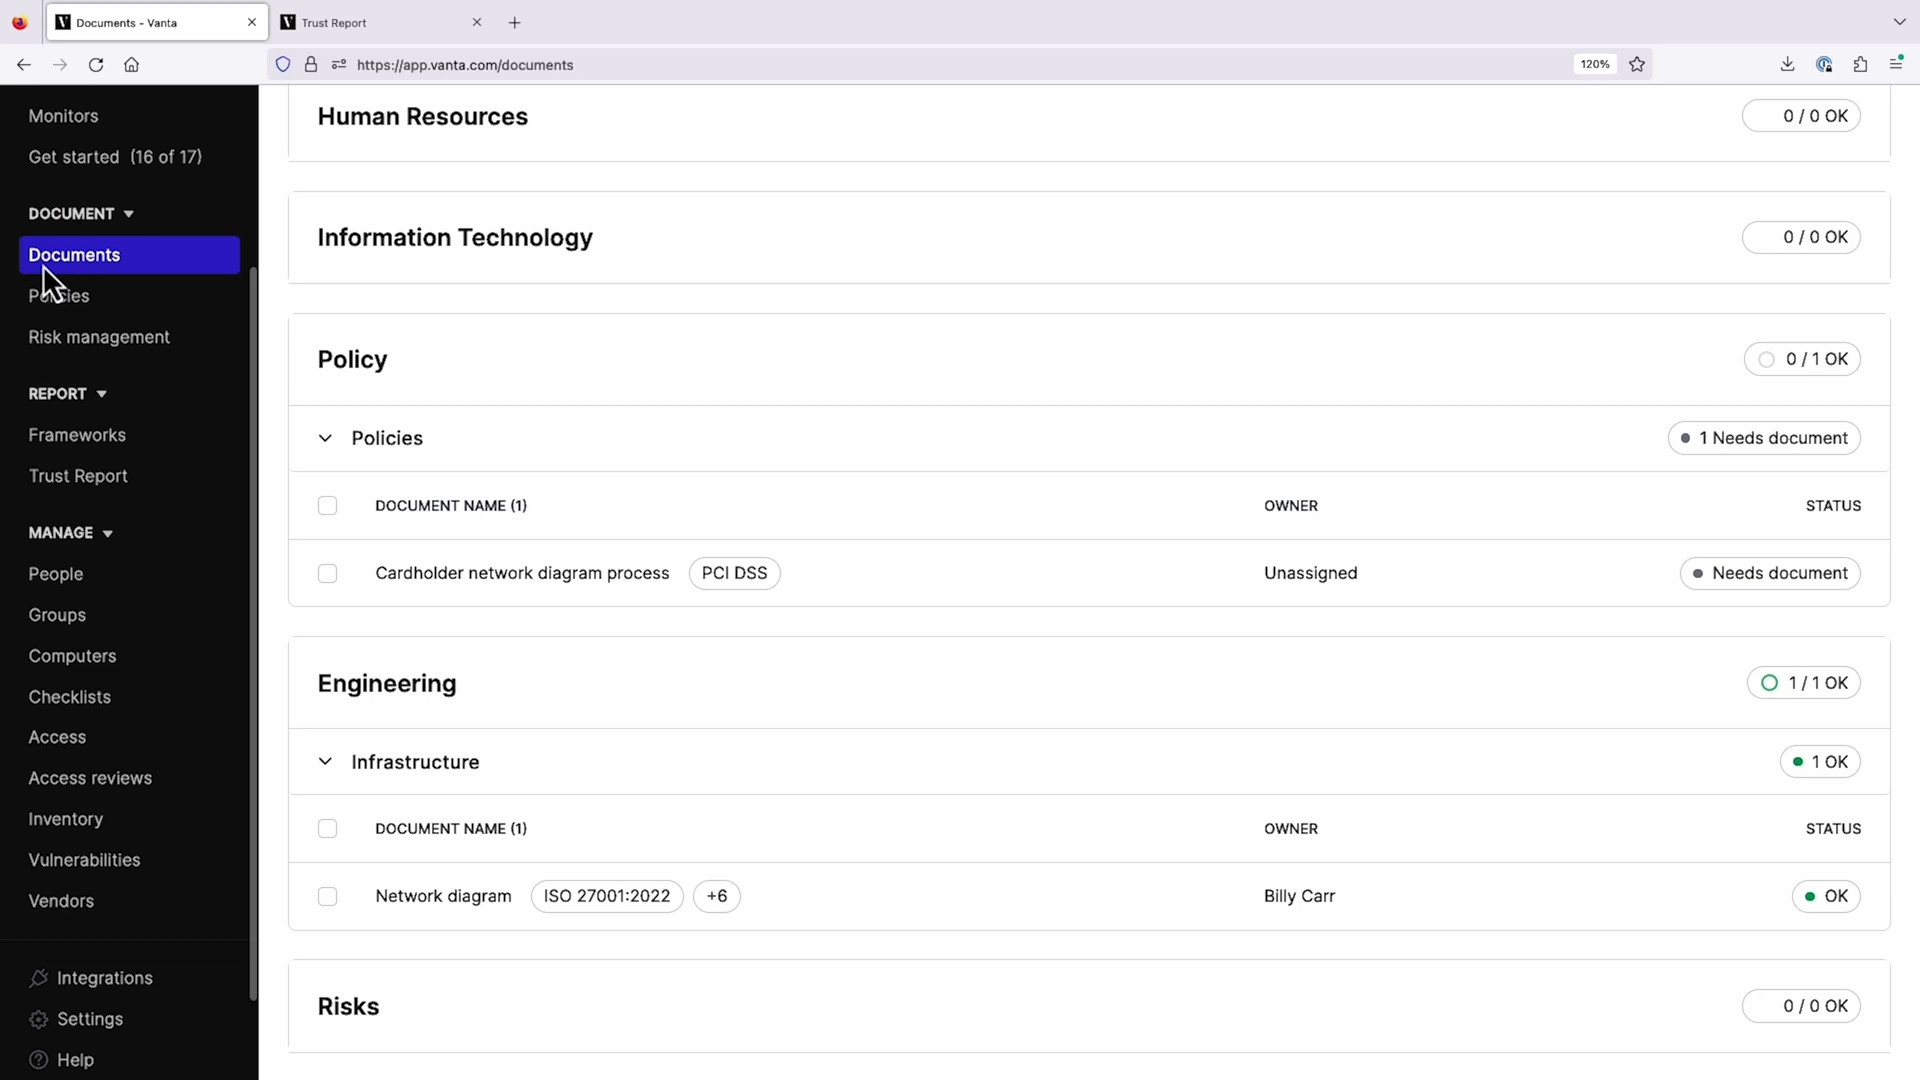 Documents - Vanta
Trust Report
https://app.vanta.com/documents
120%
Monitors
Get started (16 of 17)
DOCUMENT
Documents
Policies
Risk management
REPORT
Frameworks
Trust Report
MANAGE
People
Groups
Computers
Checklists
Access
Access reviews
Inventory
Vulnerabilities
Vendors
Integrations
Settings
Help
Human Resources
0 / 0 OK
Information Technology
0 / 0 OK
Policy
0 / 1 OK
Policies
1 Needs document
DOCUMENT NAME (1) OWNER STATUS
Cardholder network diagram process PCI DSS Unassigned Needs document
Engineering
1 / 1 OK
Infrastructure
1 OK
DOCUMENT NAME (1) OWNER STATUS
Network diagram ISO 27001:2022 +6 Billy Carr OK
Risks
0 / 0 OK